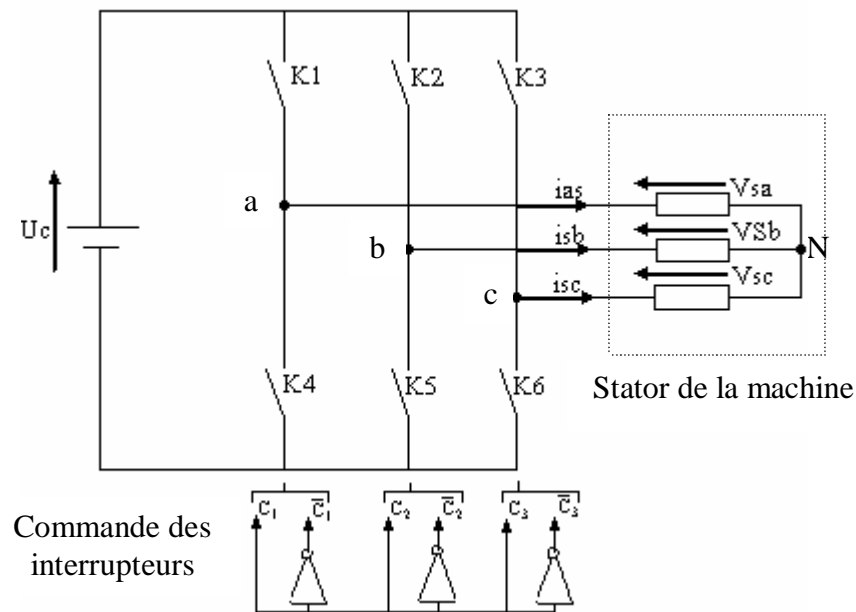 K1 K2 K3
a
ias
Vsa
Uc
b
isb
VSb
N
c
isc
Vsc
K4 K5 K6
Stator de la machine
Commande des
interrupteurs
C₁ C̅₁ C₂ C̅₂ C₃ C̅₃